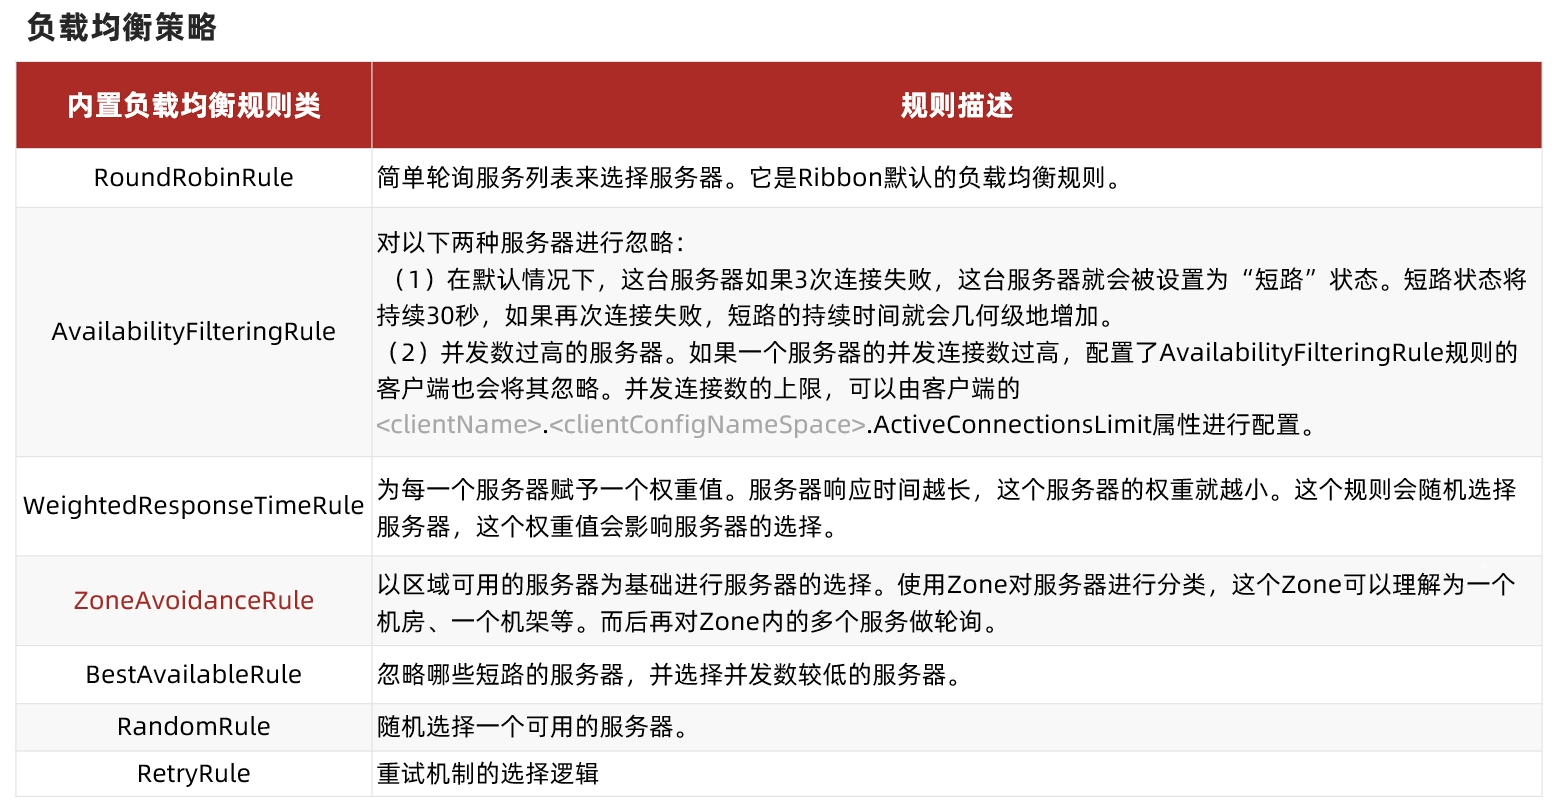 负载均衡策略
内置负载均衡规则类
规则描述
RoundRobinRule
简单轮询服务列表来选择服务器。它是Ribbon默认的负载均衡规则。
AvailabilityFilteringRule
对以下两种服务器进行忽略：
（1）在默认情况下，这台服务器如果3次连接失败，这台服务器就会被设置为“短路”状态。短路状态将
持续30秒，如果再次连接失败，短路的持续时间就会几何级地增加。
（2）并发数过高的服务器。如果一个服务器的并发连接数过高，配置了AvailabilityFilteringRule规则的
客户端也会将其忽略。并发连接数的上限，可以由客户端的
<clientName>.<clientConfigNameSpace>.ActiveConnectionsLimit属性进行配置。
WeightedResponseTimeRule
为每一个服务器赋予一个权重值。服务器响应时间越长，这个服务器的权重就越小。这个规则会随机选择
服务器，这个权重值会影响服务器的选择。
ZoneAvoidanceRule
以区域可用的服务器为基础进行服务器的选择。使用Zone对服务器进行分类，这个Zone可以理解为一个
机房、一个机架等。而后再对Zone内的多个服务做轮询。
BestAvailableRule
忽略哪些短路的服务器，并选择并发数较低的服务器。
RandomRule
随机选择一个可用的服务器。
RetryRule
重试机制的选择逻辑